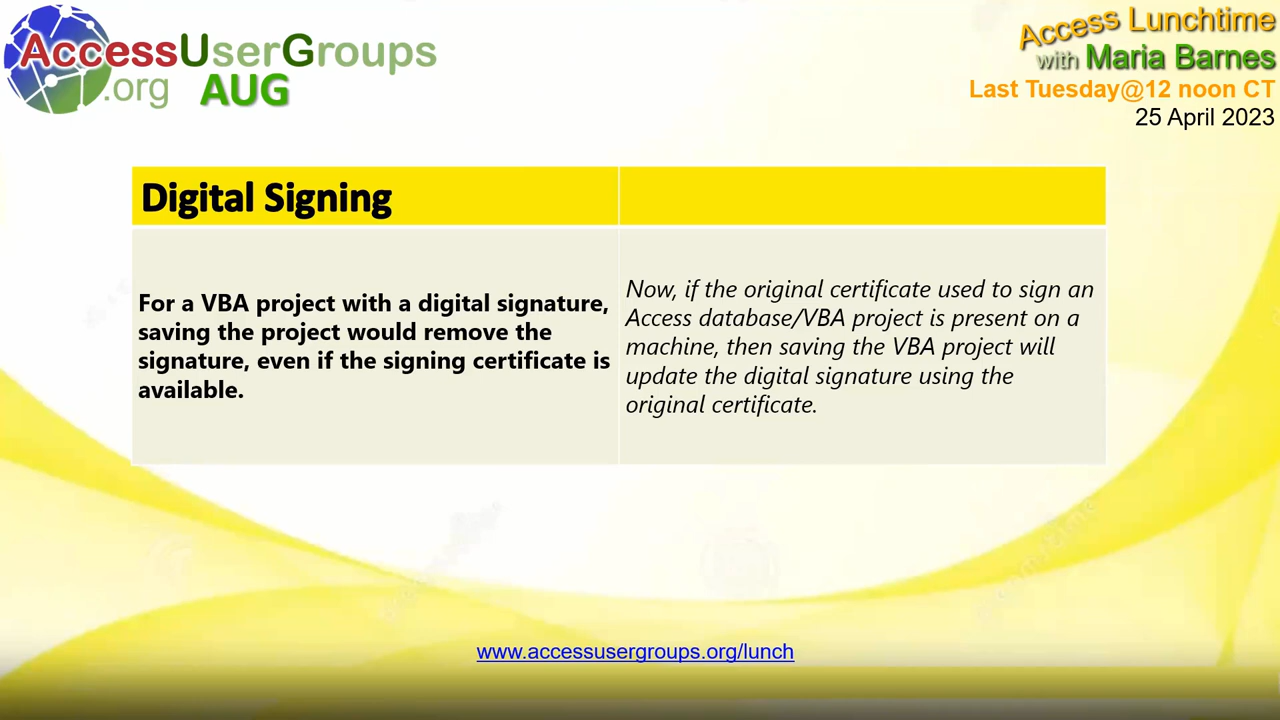 AccessUserGroups
.org AUG
Access Lunchtime
with Maria Barnes
Last Tuesday@12 noon CT
25 April 2023
Digital Signing
For a VBA project with a digital signature,
saving the project would remove the
signature, even if the signing certificate is
available.
Now, if the original certificate used to sign an
Access database/VBA project is present on a
machine, then saving the VBA project will
update the digital signature using the
original certificate.
www.accessusergroups.org/lunch